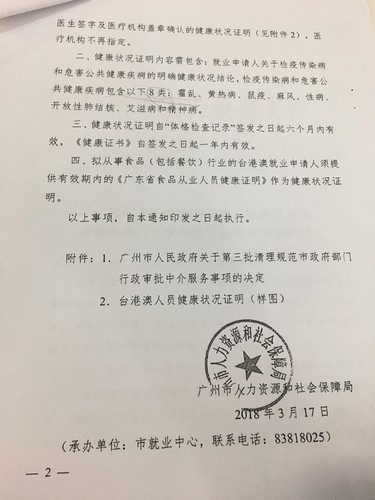 医生签字及医疗机构盖章确认的健康状况证明（见附件2），医
疗机构不再指定。
二、健康状况证明内容需包含：就业申请人关于检疫传染病
和危害公共健康疾病的明确健康状况结论，检疫传染病和危害公
共健康疾病包含以下8类：霍乱、黄热病、鼠疫、麻风、性病、
开放性肺结核、艾滋病和精神病。
三、健康状况证明自“体格检查记录”签发之日起六个月内有
效，《健康证书》自签发之日起一年内有效。
四、拟从事食品（包括餐饮）行业的台港澳就业申请人须提
供有效期内的《广东省食品从业人员健康证明》作为健康状况证
明。
以上事项，自本通知印发之日起执行。
附件：1．广州市人民政府关于第三批清理规范市政府部门
行政审批中介服务事项的决定
2．台港澳人员健康状况证明（样图）
市人力资源和社会保障局
广州市人力资源和社会保障局
2018年3月17日
（承办单位：市就业中心，联系电话：83818025）
— 2 —